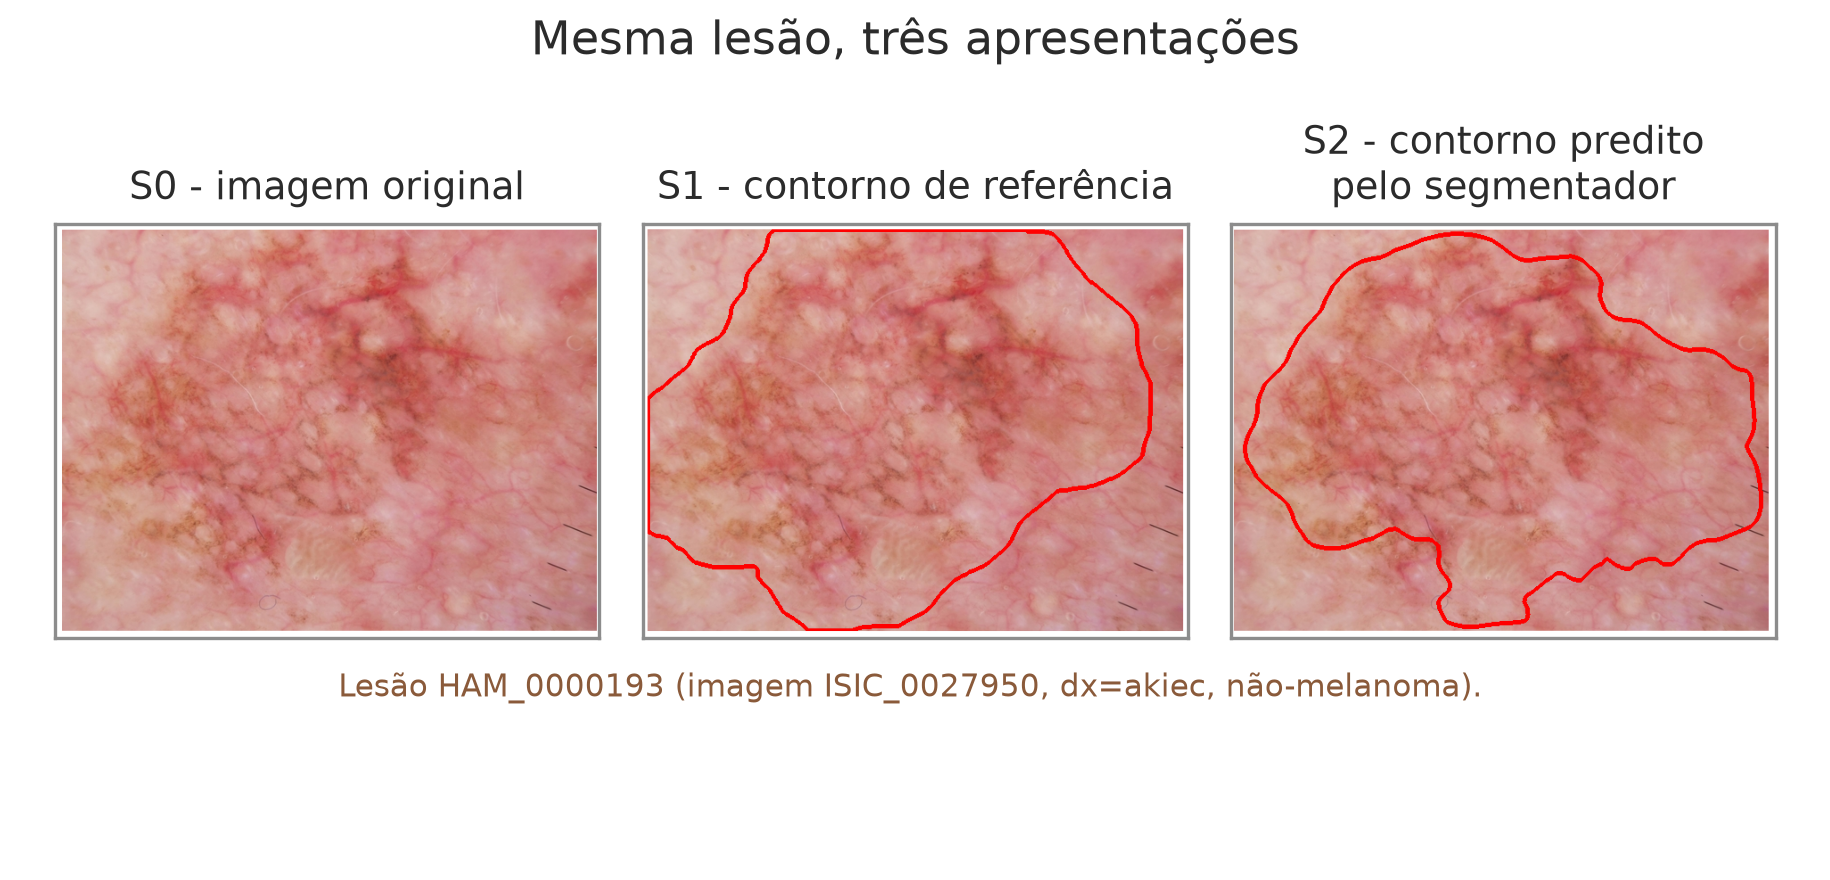 Mesma lesão, três apresentações
S0 - imagem original
S1 - contorno de referência
S2 - contorno predito
pelo segmentador
Lesão HAM_0000193 (imagem ISIC_0027950, dx=akiec, não-melanoma).